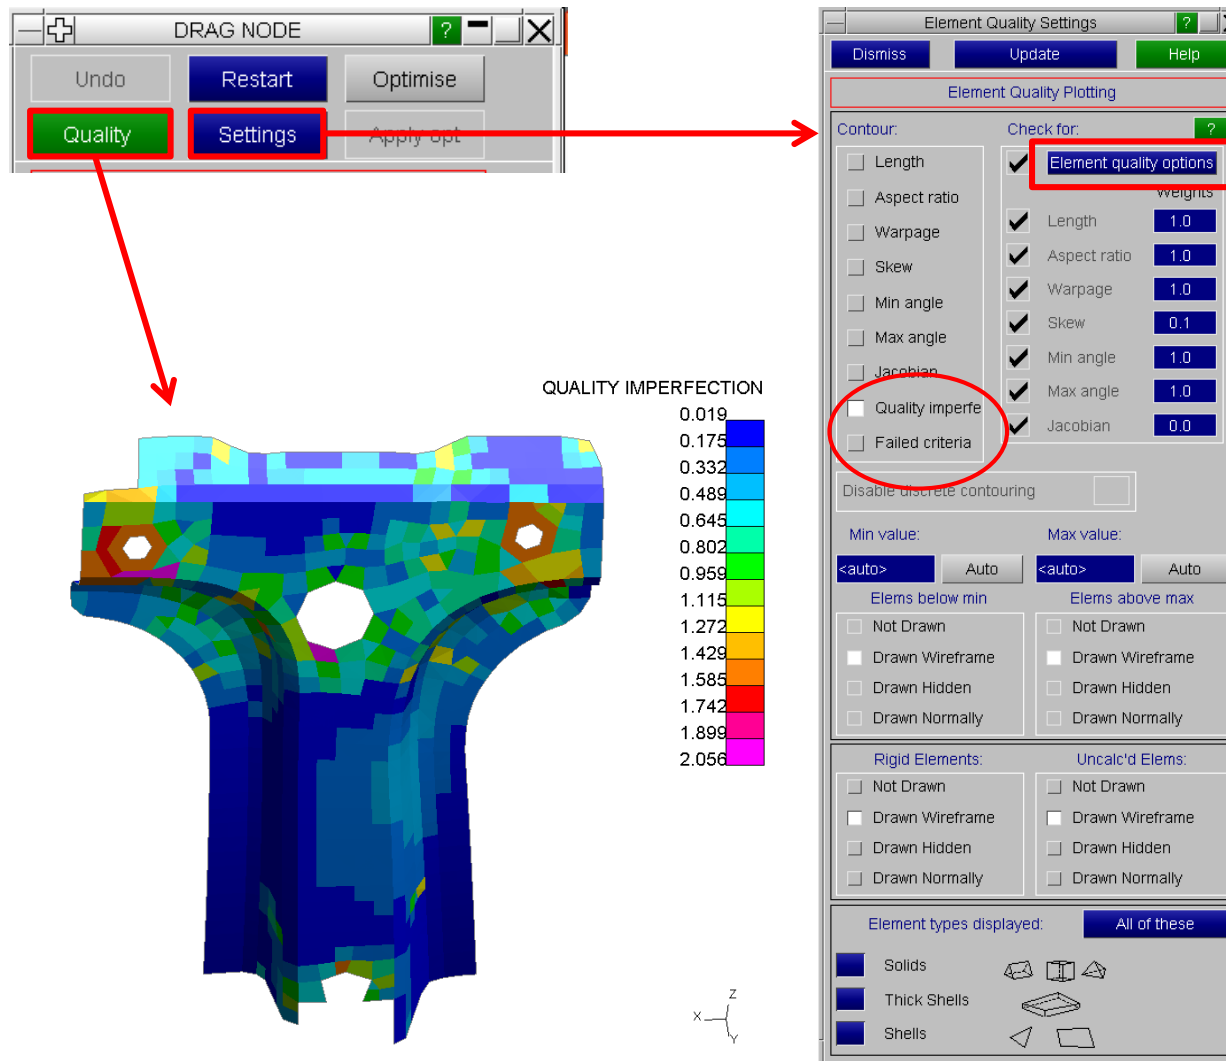 DRAG NODE
?
Undo
Restart
Optimise
Quality
Settings
Apply opt
Element Quality Settings
?
Dismiss
Update
Help
Element Quality Plotting
Contour:
Check for:
?
Length
Aspect ratio
Warpage
Skew
Min angle
Max angle
Jacobian
Quality imperfe
Failed criteria
Element quality options
Weights
Length 1.0
Aspect ratio 1.0
Warpage 1.0
Skew 0.1
Min angle 1.0
Max angle 1.0
Jacobian 0.0
Disable discrete contouring
Min value:
Max value:
<auto>
Auto
<auto>
Auto
Elems below min
Elems above max
Not Drawn
Drawn Wireframe
Drawn Hidden
Drawn Normally
Not Drawn
Drawn Wireframe
Drawn Hidden
Drawn Normally
Rigid Elements:
Uncalc'd Elems:
Not Drawn
Drawn Wireframe
Drawn Hidden
Drawn Normally
Not Drawn
Drawn Wireframe
Drawn Hidden
Drawn Normally
Element types displayed:
All of these
Solids
Thick Shells
Shells
QUALITY IMPERFECTION
0.019
0.175
0.332
0.489
0.645
0.802
0.959
1.115
1.272
1.429
1.585
1.742
1.899
2.056
Z
X
Y